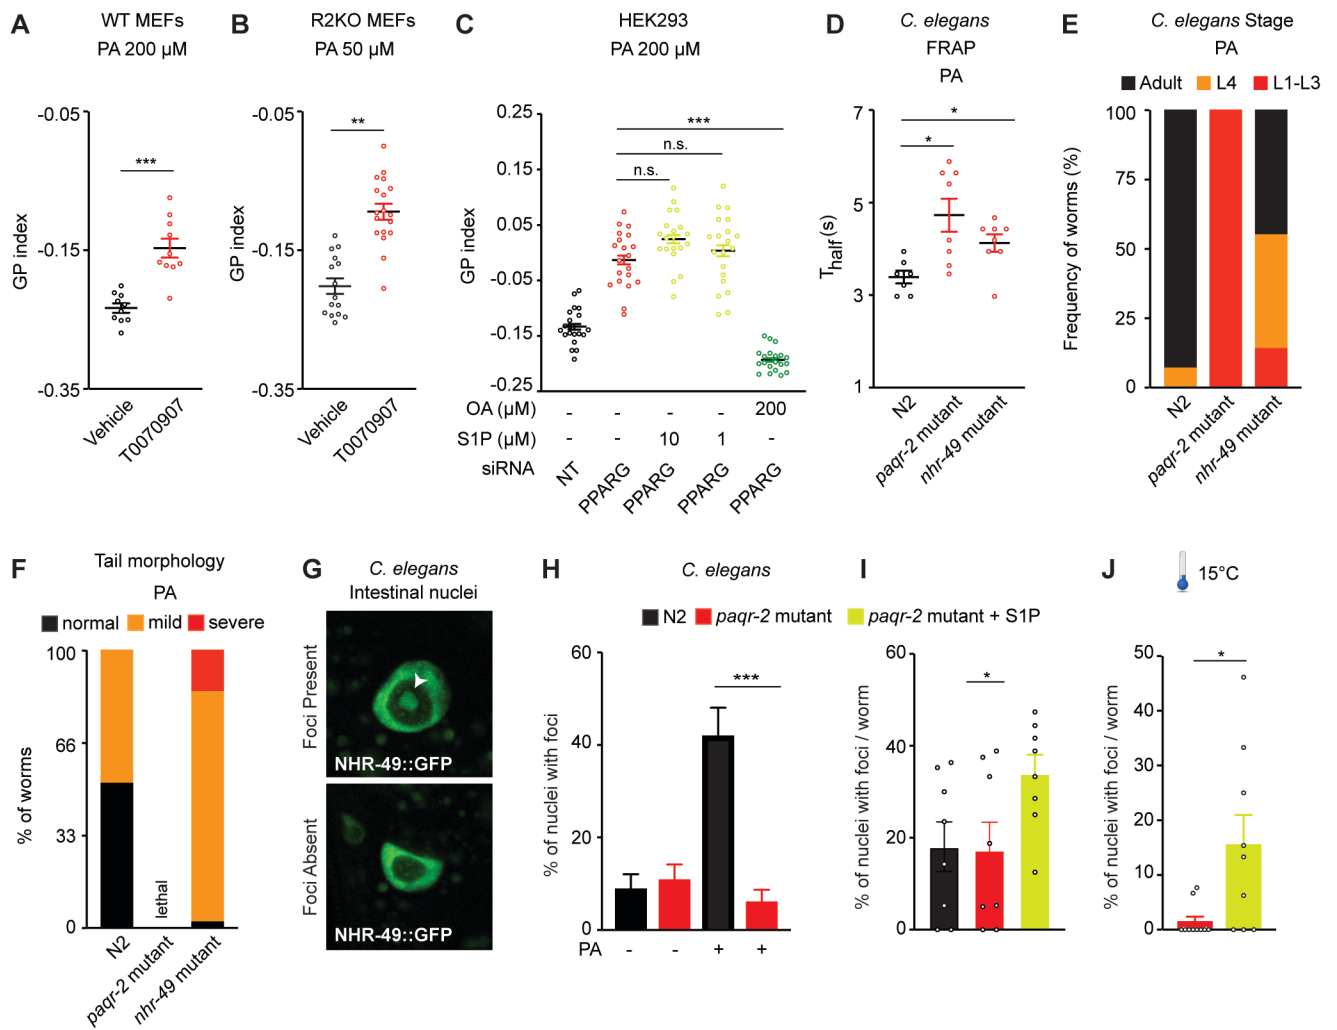 A
WT MEFs
PA 200 µM
-0.05
-0.15
-0.35
GP index
***
Vehicle
T0070907
B
R2KO MEFs
PA 50 µM
-0.05
-0.15
-0.35
GP index
**
Vehicle
T0070907
C
HEK293
PA 200 µM
0.25
0.15
0.05
-0.05
-0.15
-0.25
GP index
***
n.s.
n.s.
OA (µM) - - - - 200
S1P (µM) - - 10 1 -
siRNA NT PPARG PPARG PPARG PPARG
D
C. elegans
FRAP
PA
7
5
3
1
Thalf (s)
*
*
N2
paqr-2 mutant
nhr-49 mutant
E
C. elegans Stage
PA
Adult L4 L1-L3
100
75
50
25
0
Frequency of worms (%)
N2
paqr-2 mutant
nhr-49 mutant
F
Tail morphology
PA
normal mild severe
100
66
33
0
% of worms
lethal
N2
paqr-2 mutant
nhr-49 mutant
G
C. elegans
Intestinal nuclei
Foci Present
NHR-49::GFP
Foci Absent
NHR-49::GFP
H
C. elegans
N2 paqr-2 mutant paqr-2 mutant + S1P
60
40
20
0
% of nuclei with foci
***
PA - - + +
I
60
40
20
0
% of nuclei with foci / worm
*
J
15°C
50
40
30
20
10
0
% of nuclei with foci / worm
*